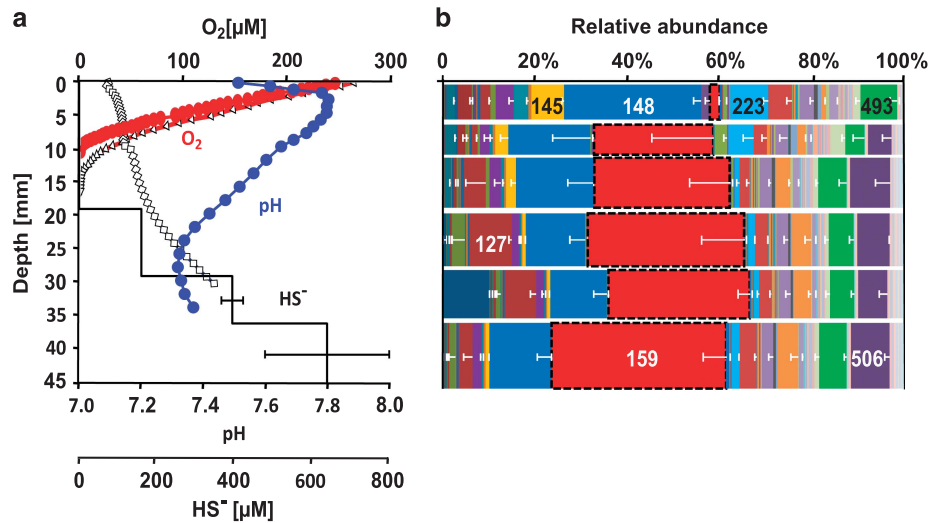 a
O2[µM]
0 100 200 300
Depth [mm]
0
5
10
15
20
25
30
35
40
45
O2
pH
HS-
7.0 7.2 7.4 7.6 7.8 8.0
pH
0 200 400 600 800
HS-[µM]
b
Relative abundance
0 20% 40% 60% 80% 100%
145 148 223 493
127
159 506